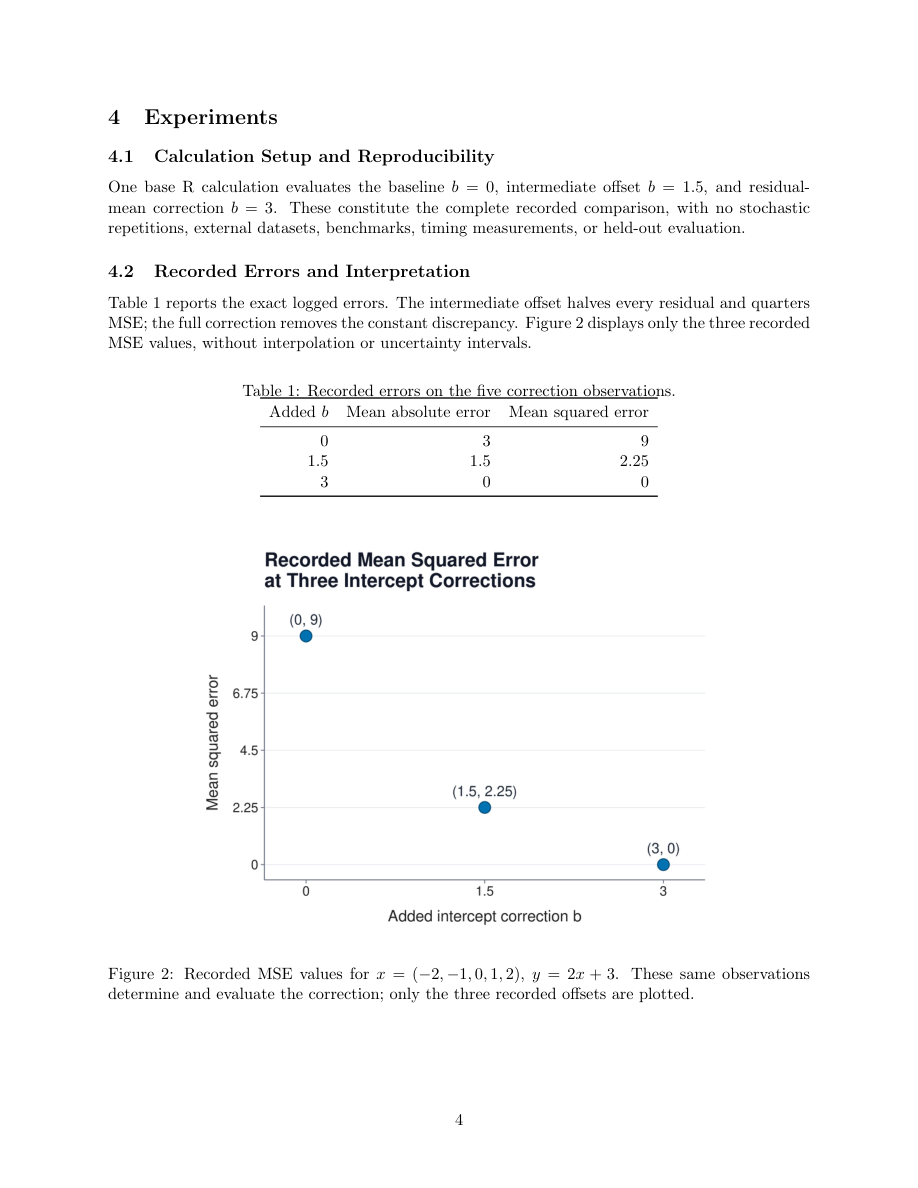 4 Experiments
4.1 Calculation Setup and Reproducibility
One base R calculation evaluates the baseline b = 0, intermediate offset b = 1.5, and residual-
mean correction b = 3. These constitute the complete recorded comparison, with no stochastic
repetitions, external datasets, benchmarks, timing measurements, or held-out evaluation.
4.2 Recorded Errors and Interpretation
Table 1 reports the exact logged errors. The intermediate offset halves every residual and quarters
MSE; the full correction removes the constant discrepancy. Figure 2 displays only the three recorded
MSE values, without interpolation or uncertainty intervals.
Table 1: Recorded errors on the five correction observations.
Added b Mean absolute error Mean squared error
0 3 9
1.5 1.5 2.25
3 0 0
Recorded Mean Squared Error
at Three Intercept Corrections
(0, 9)
9
6.75
4.5
(1.5, 2.25)
2.25
(3, 0)
0
Mean squared error
0 1.5 3
Added intercept correction b
Figure 2: Recorded MSE values for x = (−2, −1, 0, 1, 2), y = 2x + 3. These same observations
determine and evaluate the correction; only the three recorded offsets are plotted.
4